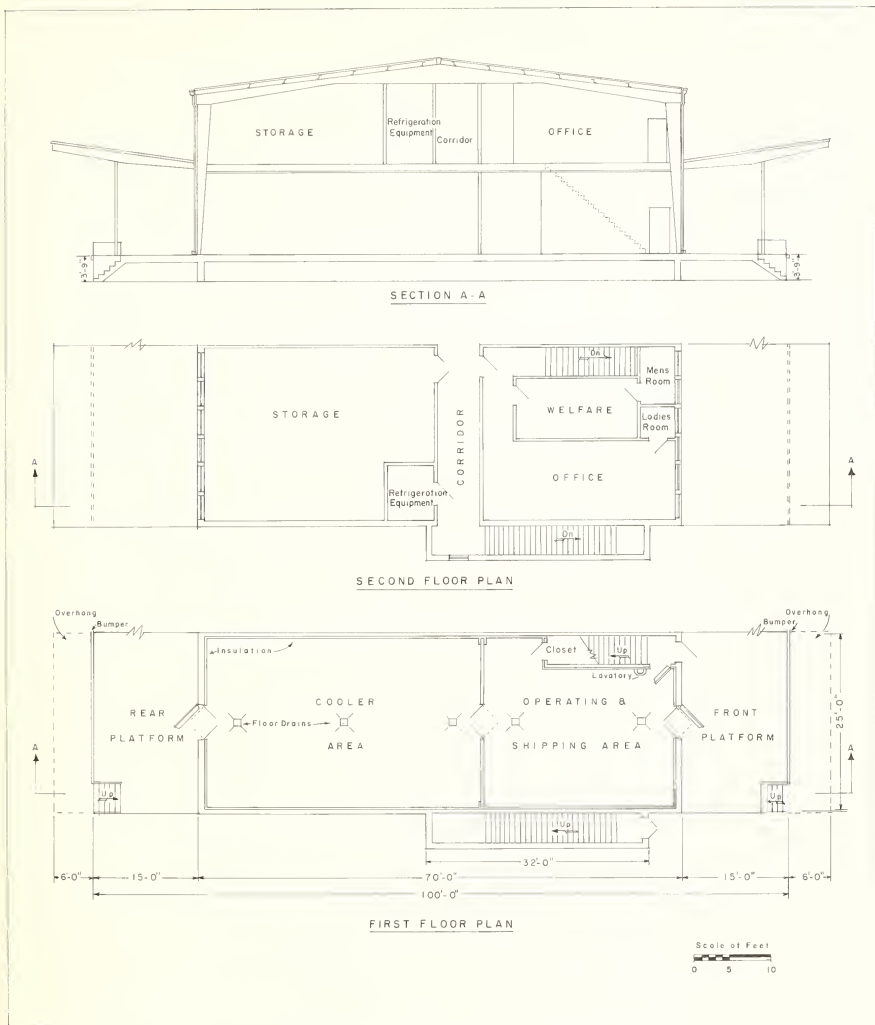 STORAGE
Refrigeration
Equipment
Corridor
OFFICE
3'-9"
3'-9"
SECTION A-A
STORAGE
CORRIDOR
Refrigeration
Equipment
Dn
Mens
Room
WELFARE
Ladies
Room
OFFICE
A
A
Dn
SECOND FLOOR PLAN
Overhang
Bumper
Overhang
Bumper
Insulation
Closet
Up
Lavatory
COOLER
AREA
Floor Drains
OPERATING &
SHIPPING AREA
REAR
PLATFORM
FRONT
PLATFORM
25'-0"
A
A
Up
Up
Up
32'-0"
6'-0"
15'-0"
70'-0"
15'-0"
6'-0"
100'-0"
FIRST FLOOR PLAN
Scale of Feet
0 5 10